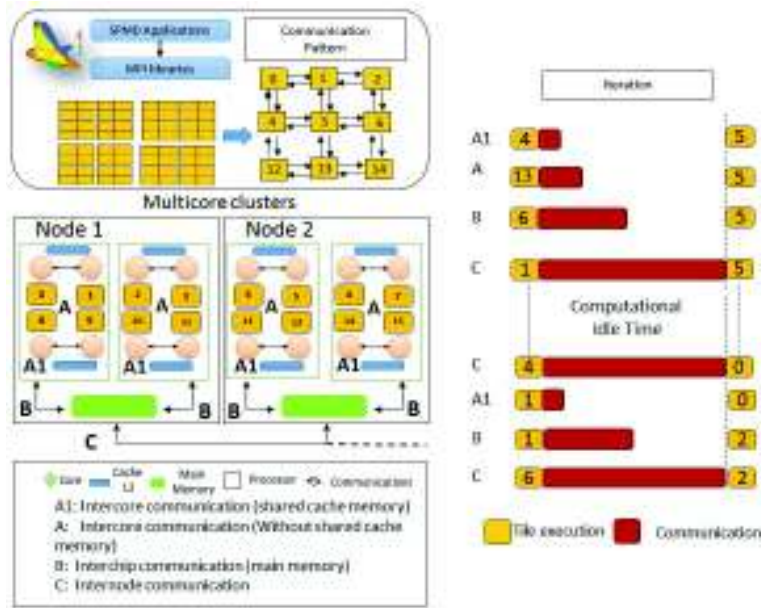 SPMD Applications
MPI libraries
Communication
Pattern
0 1 2
4 5 6
12 13 14
Multicore clusters
Node 1
Node 2
A
A
A
A
A1
A1
A1
A1
B
B
B
B
C
Core
Cache
L2
Main
Memory
Processor
Communications
A1: Intercore communication (shared cache memory)
A: Intercore communication (Without shared cache
memory)
B: Interchip communication (main memory)
C: Internode communication
Iteration
A1 4 5
A 13 5
B 6 5
C 1 5
Computational
Idle Time
C 4 0
A1 1 0
B 1 2
C 6 2
Tile execution
Communication